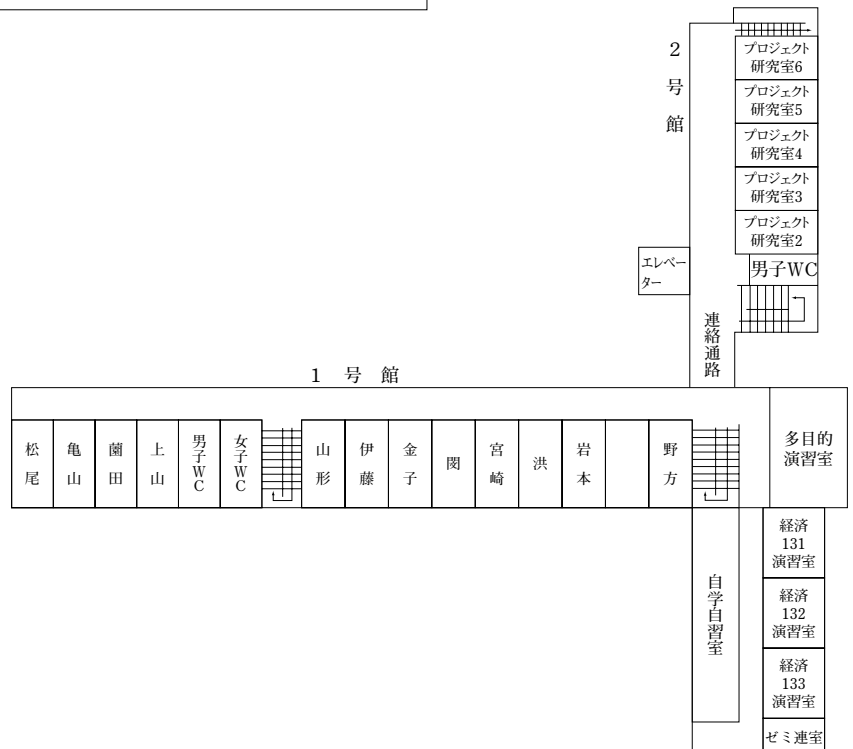 2号館
プロジェクト
研究室6
プロジェクト
研究室5
プロジェクト
研究室4
プロジェクト
研究室3
プロジェクト
研究室2
エレベー
ター
男子WC
連絡通路
1号館
松尾
亀山
薗田
上山
男子WC
女子WC
山形
伊藤
金子
閔
宮崎
洪
岩本
野方
多目的
演習室
自学自習室
経済
131
演習室
経済
132
演習室
経済
133
演習室
ゼミ連室